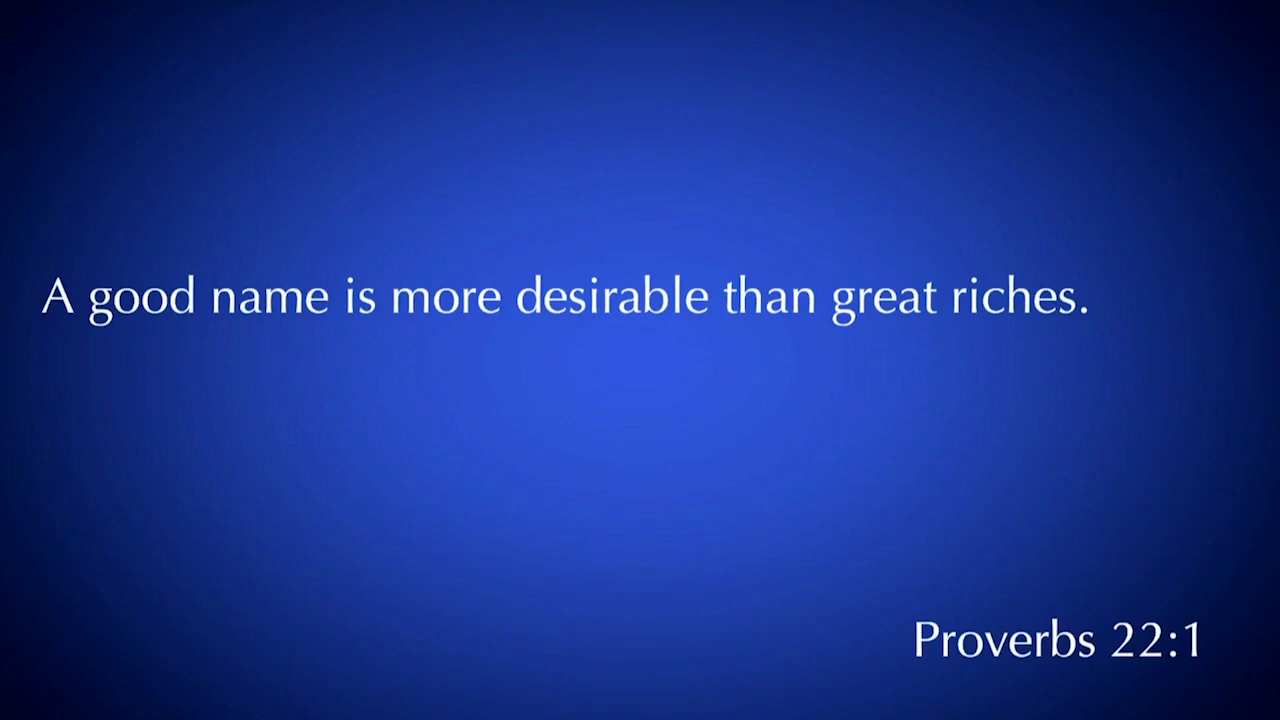 A good name is more desirable than great riches.
Proverbs 22:1